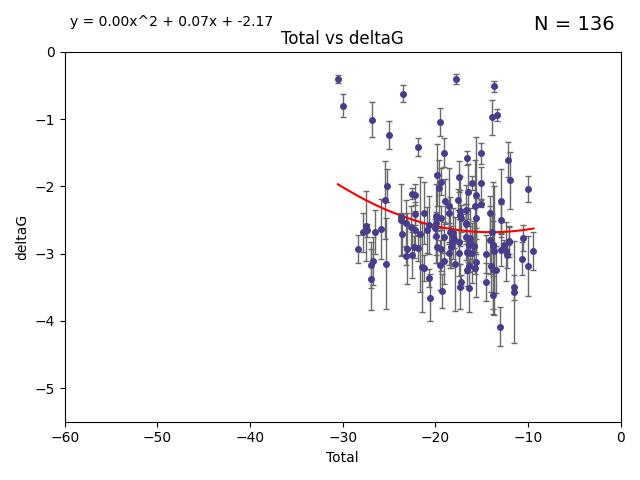 y = 0.00x^2 + 0.07x + -2.17
N = 136
Total vs deltaG
0
−1
−2
−3
−4
−5
deltaG
−60
−50
−40
−30
−20
−10
0
Total